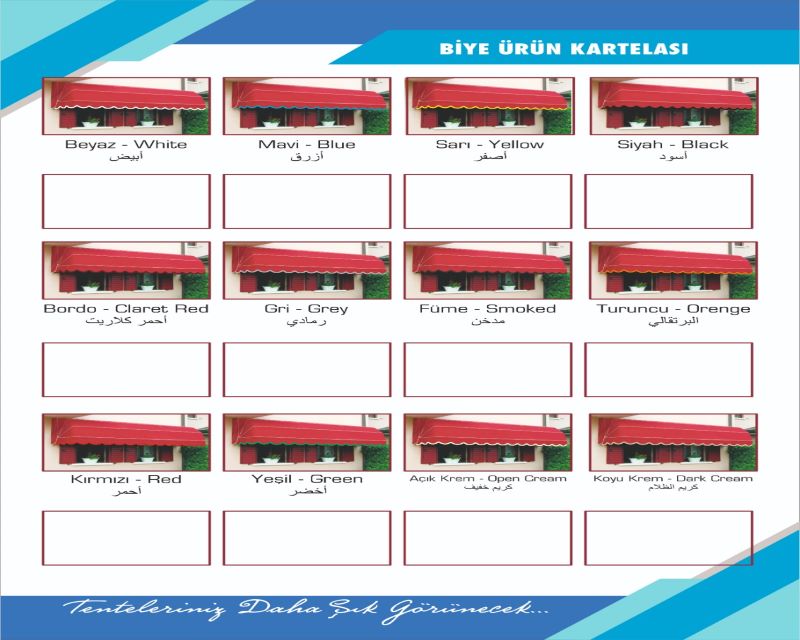 BİYE ÜRÜN KARTELASI
Beyaz - White
أبيض
Mavi - Blue
أزرق
Sarı - Yellow
أصفر
Siyah - Black
أسود
Bordo - Claret Red
أحمر كلاريت
Gri - Grey
رمادي
Füme - Smoked
مدخن
Turuncu - Orenge
البرتقالي
Kırmızı - Red
أحمر
Yeşil - Green
أخضر
Açık Krem - Open Cream
كريم خفيف
Koyu Krem - Dark Cream
كريم الظلام
Tenteleriniz Daha Şık Görünecek...